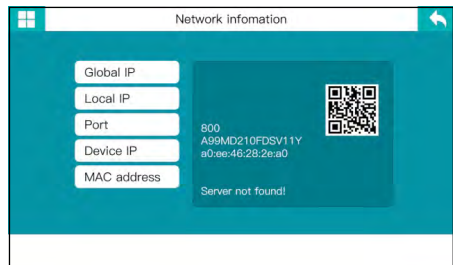 Network infomation
Global IP
Local IP
Port
Device IP
MAC address
800
A99MD210FDSV11Y
a0:ee:46:28:2e:a0
Server not found!